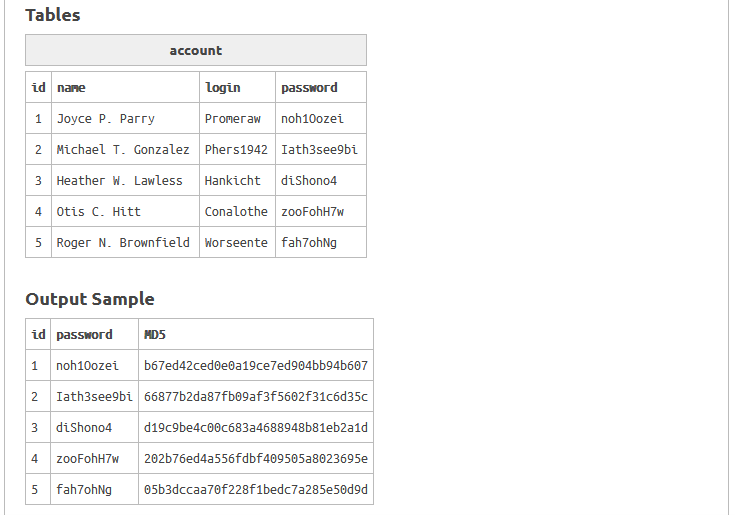 Tables
account
id name login password
1 Joyce P. Parry Promeraw noh1Oozei
2 Michael T. Gonzalez Phers1942 Iath3see9bi
3 Heather W. Lawless Hankicht diShono4
4 Otis C. Hitt Conalothe zooFohH7w
5 Roger N. Brownfield Worseente fah7ohNg
Output Sample
id password MD5
1 noh1Oozei b67ed42ced0e0a19ce7ed904bb94b607
2 Iath3see9bi 66877b2da87fb09af3f5602f31c6d35c
3 diShono4 d19c9be4c00c683a4688948b81eb2a1d
4 zooFohH7w 202b76ed4a556fdbf409505a8023695e
5 fah7ohNg 05b3dccaa70f228f1bedc7a285e50d9d